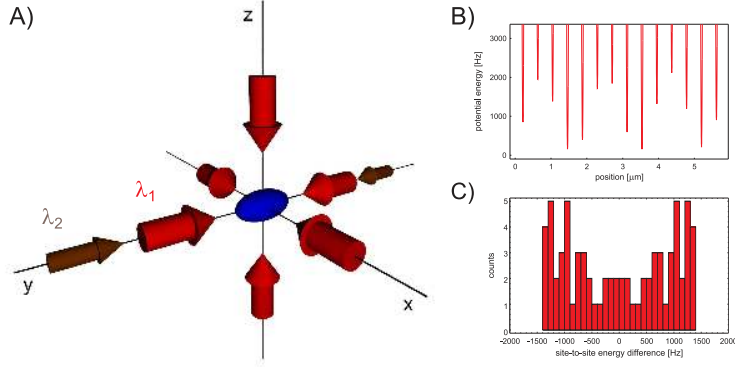 A)
z
λ1
λ2
y
x
B)
potential energy [Hz]
3000
2000
1000
0
0
1
2
3
4
5
position [μm]
C)
counts
5
4
3
2
1
0
-2000
-1500
-1000
-500
0
500
1000
1500
2000
site-to-site energy difference [Hz]